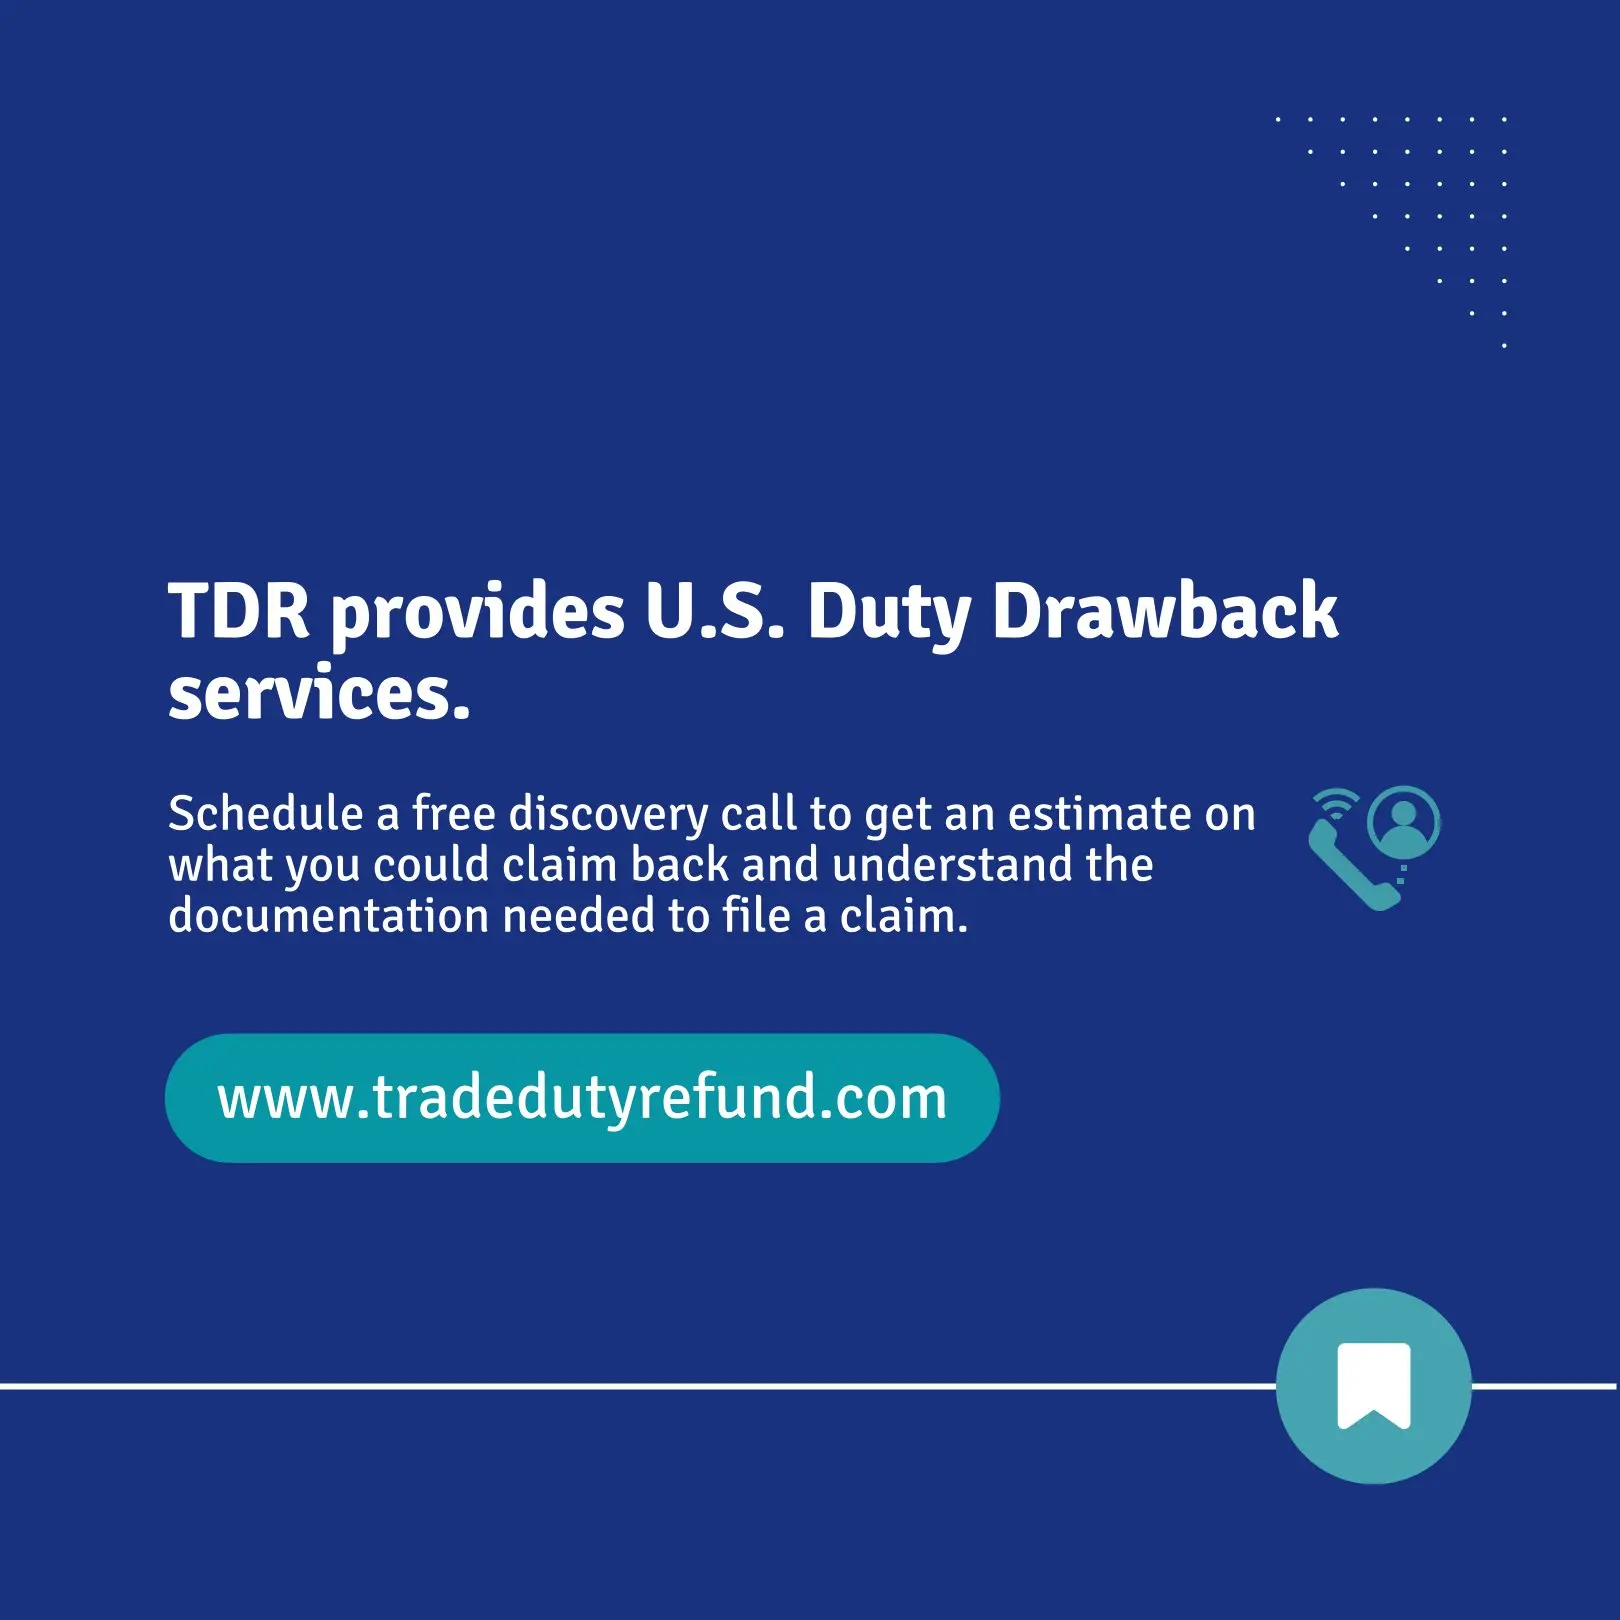 TDR provides U.S. Duty Drawback
services.
Schedule a free discovery call to get an estimate on
what you could claim back and understand the
documentation needed to file a claim.
www.tradedutyrefund.com